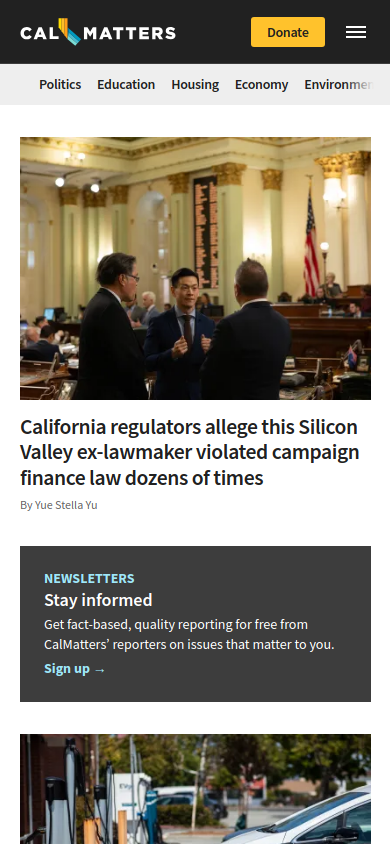 CALMATTERS
Donate
Politics Education Housing Economy
California regulators allege this Silicon
Valley ex-lawmaker violated campaign
finance law dozens of times
By Yue Stella Yu
NEWSLETTERS
Stay informed
Get fact-based, quality reporting for free from
CalMatters’ reporters on issues that matter to you.
Sign up →